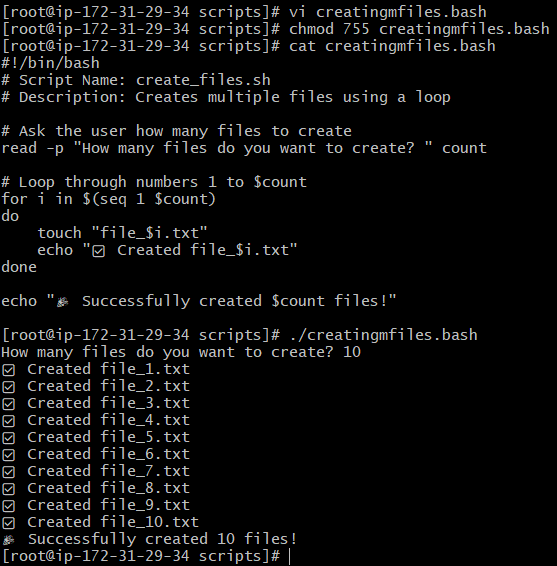 [root@ip-172-31-29-34 scripts]# vi creatingmfiles.bash
[root@ip-172-31-29-34 scripts]# chmod 755 creatingmfiles.bash
[root@ip-172-31-29-34 scripts]# cat creatingmfiles.bash
#!/bin/bash
# Script Name: create_files.sh
# Description: Creates multiple files using a loop

# Ask the user how many files to create
read -p "How many files do you want to create? " count

# Loop through numbers 1 to $count
for i in $(seq 1 $count)
do
    touch "file_$i.txt"
    echo "✅ Created file_$i.txt"
done

echo "🎉 Successfully created $count files!"

[root@ip-172-31-29-34 scripts]# ./creatingmfiles.bash
How many files do you want to create? 10
✅ Created file_1.txt
✅ Created file_2.txt
✅ Created file_3.txt
✅ Created file_4.txt
✅ Created file_5.txt
✅ Created file_6.txt
✅ Created file_7.txt
✅ Created file_8.txt
✅ Created file_9.txt
✅ Created file_10.txt
🎉 Successfully created 10 files!
[root@ip-172-31-29-34 scripts]#